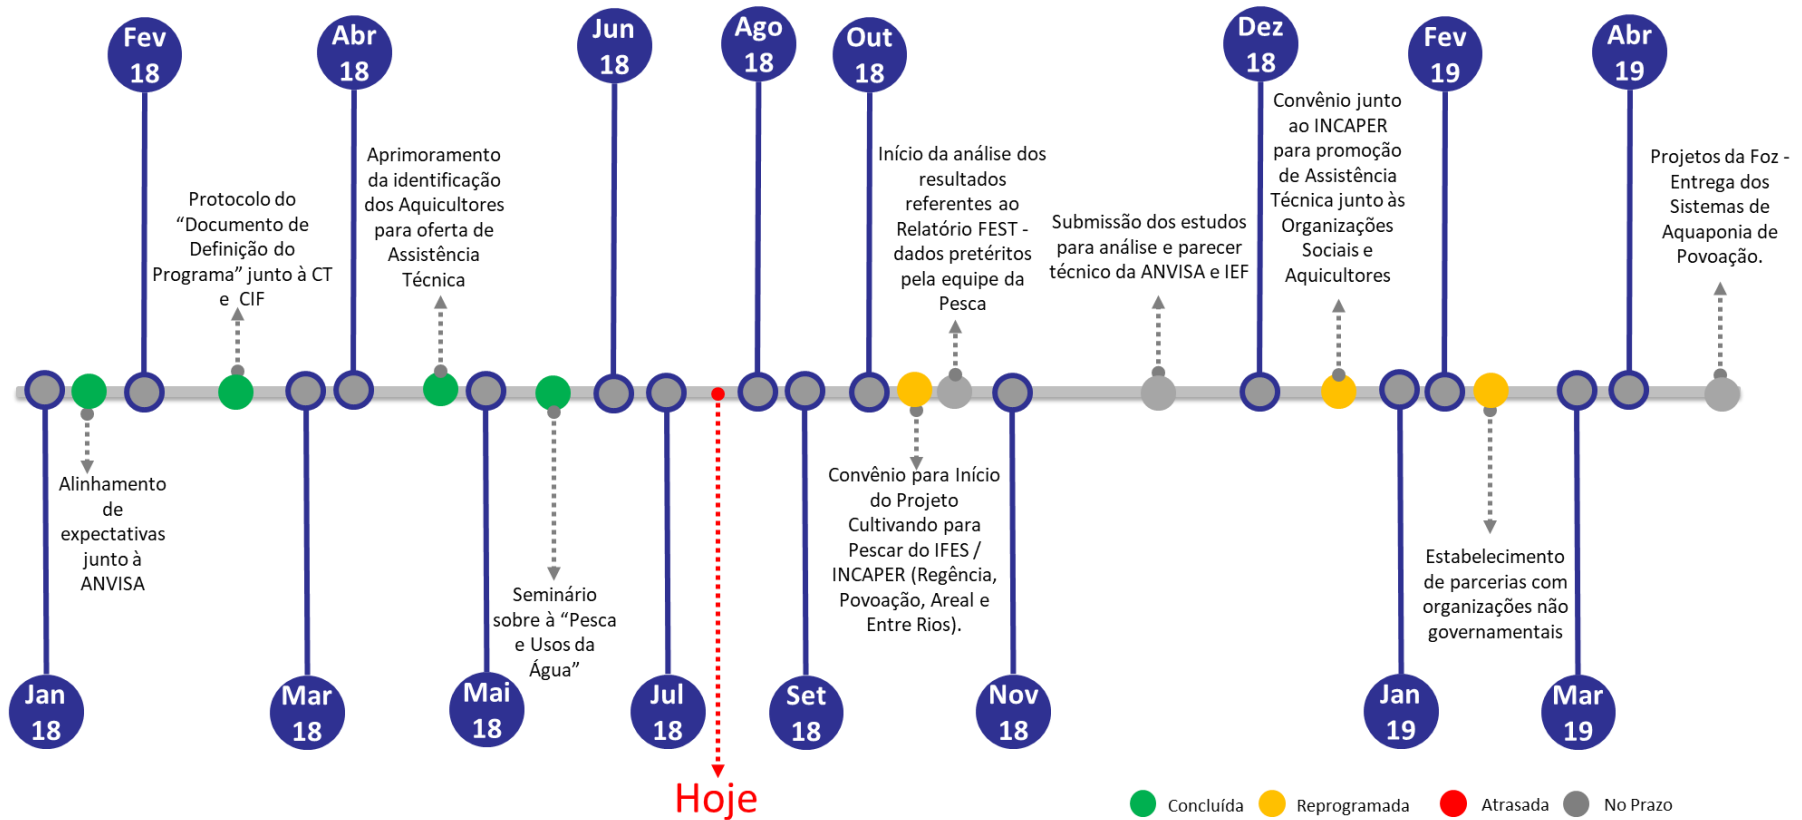 Fev
18
Abr
18
Jun
18
Ago
18
Out
18
Dez
18
Fev
19
Abr
19
Protocolo do
“Documento de
Definição do
Programa” junto à CT
e CIF
Aprimoramento
da identificação
dos Aquicultores
para oferta de
Assistência
Técnica
Início da análise dos
resultados
referentes ao
Relatório FEST -
dados pretéritos
pela equipe da
Pesca
Submissão dos estudos
para análise e parecer
técnico da ANVISA e IEF
Convênio junto
ao INCAPER
para promoção
de Assistência
Técnica junto às
Organizações
Sociais e
Aquicultores
Projetos da Foz -
Entrega dos
Sistemas de
Aquaponia de
Povoação.
Alinhamento
de
expectativas
junto à
ANVISA
Seminário
sobre à “Pesca
e Usos da
Água”
Convênio para Início
do Projeto
Cultivando para
Pescar do IFES /
INCAPER (Regência,
Povoação, Areal e
Entre Rios).
Estabelecimento
de parcerias com
organizações não
governamentais
Jan
18
Mar
18
Mai
18
Jul
18
Set
18
Nov
18
Jan
19
Mar
19
Hoje
Concluída
Reprogramada
Atrasada
No Prazo